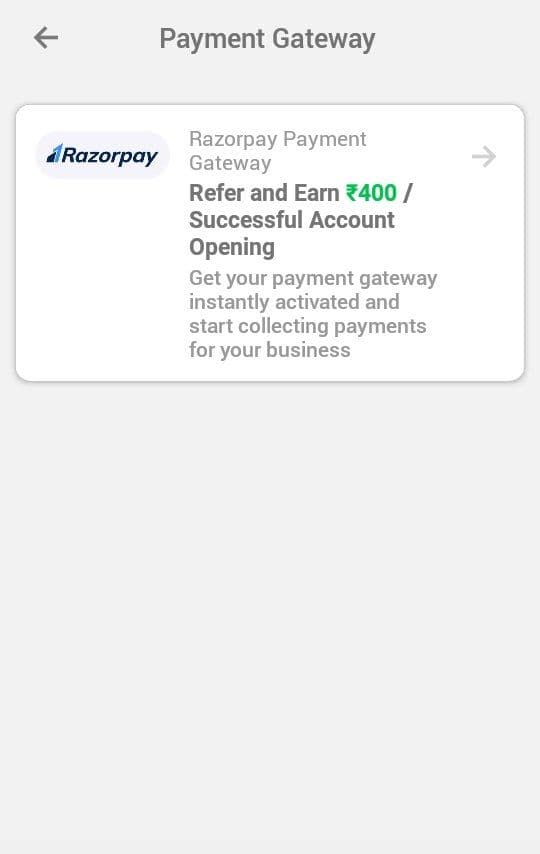 Payment Gateway
Razorpay
Razorpay Payment
Gateway
Refer and Earn ₹400 /
Successful Account
Opening
Get your payment gateway
instantly activated and
start collecting payments
for your business